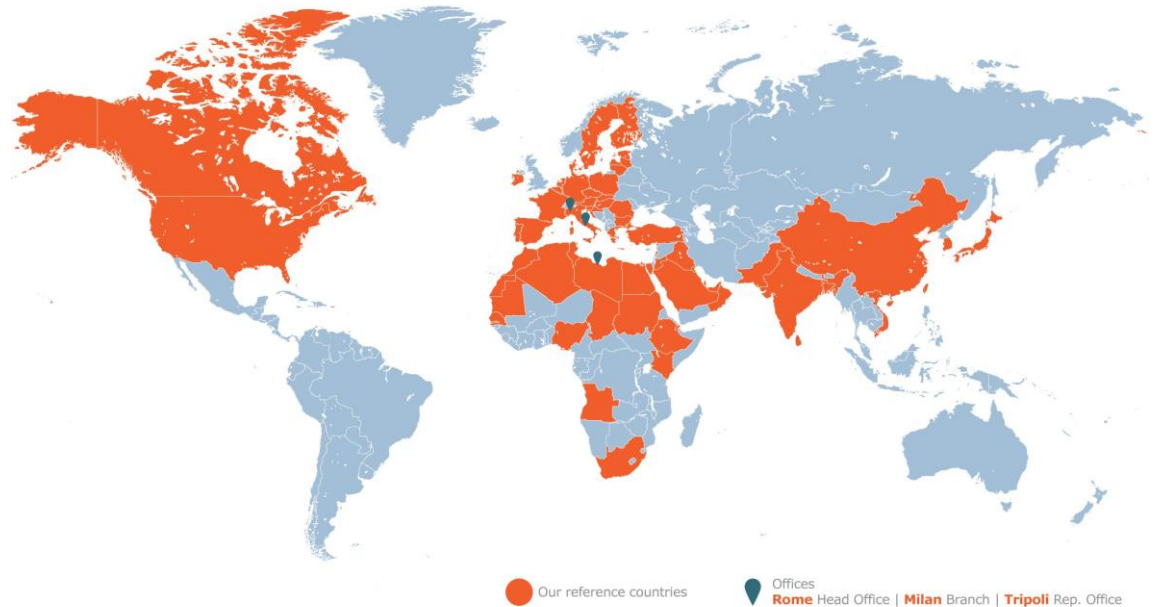 Our reference countries
Offices
Rome Head Office | Milan Branch | Tripoli Rep. Office